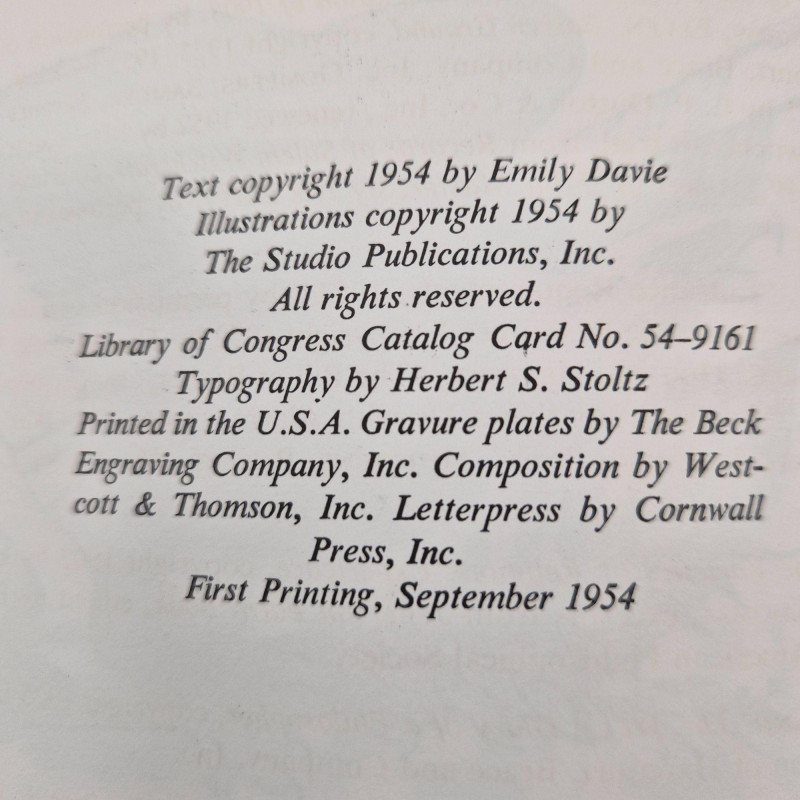 Text copyright 1954 by Emily Davie
Illustrations copyright 1954 by
The Studio Publications, Inc.
All rights reserved.
Library of Congress Catalog Card No. 54–9161
Typography by Herbert S. Stoltz
Printed in the U.S.A. Gravure plates by The Beck
Engraving Company, Inc. Composition by West-
cott & Thomson, Inc. Letterpress by Cornwall
Press, Inc.
First Printing, September 1954